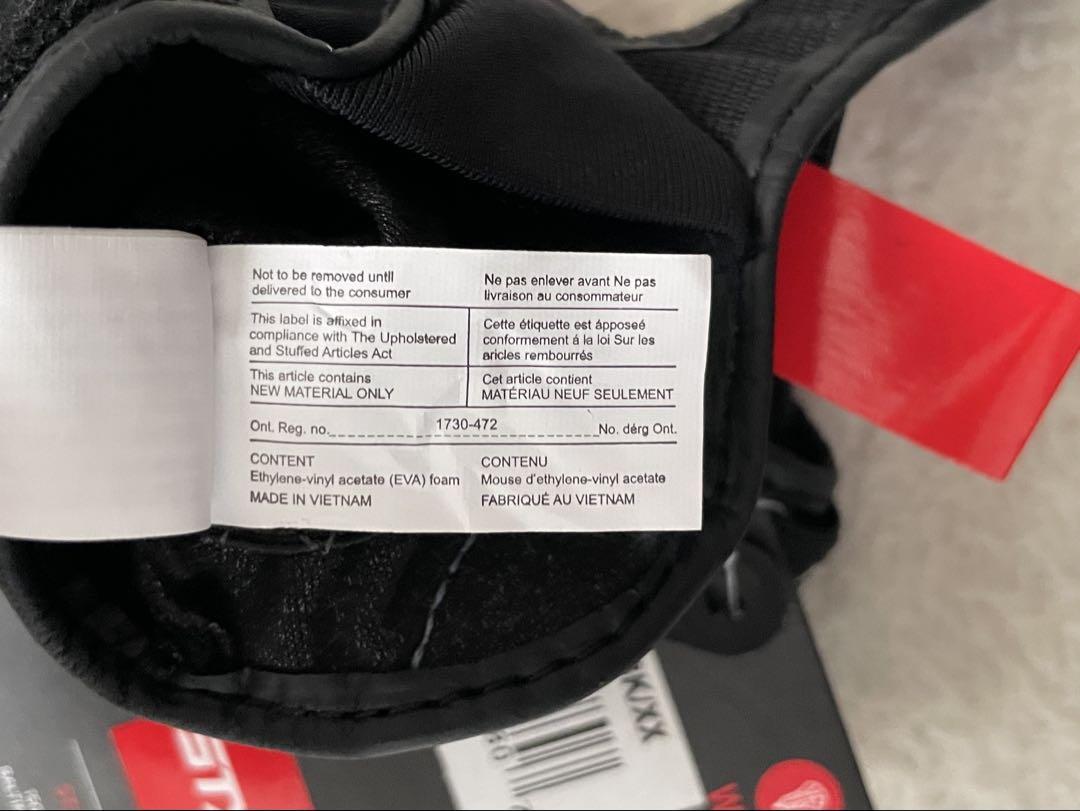 Not to be removed until
delivered to the consumer
Ne pas enlever avant Ne pas
livraison au consommateur
This label is affixed in
compliance with The Upholstered
and Stuffed Articles Act
Cette étiquette est ápposeé
conformement á la loi Sur les
aricles rembourrés
This article contains
NEW MATERIAL ONLY
Cet article contient
MATÉRIAU NEUF SEULEMENT
Ont. Reg. no. 1730-472 No. dérg Ont.
CONTENT
Ethylene-vinyl acetate (EVA) foam
MADE IN VIETNAM
CONTENU
Mouse d'ethylone-vinyl acetate
FABRIQUÉ AU VIETNAM
K/XX
ST